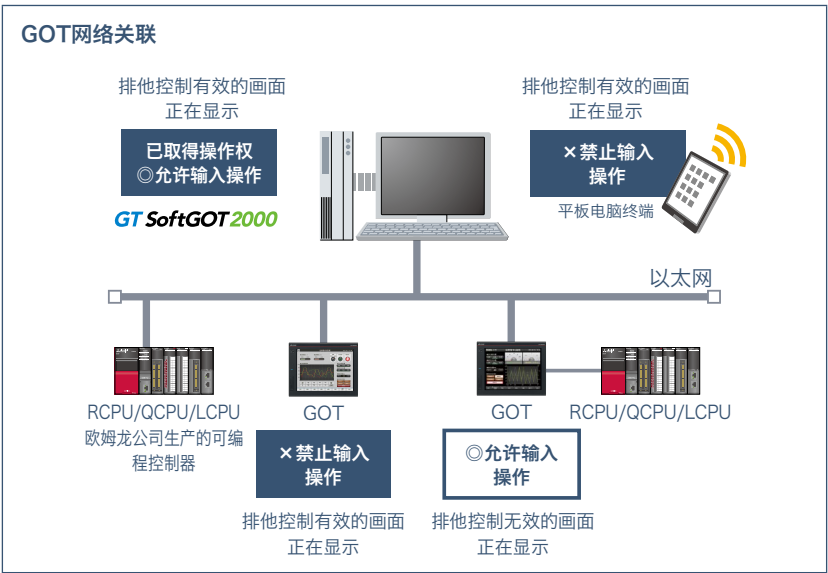 GOT网络关联
排他控制有效的画面
正在显示
已取得操作权
◎允许输入操作
GT SoftGOT2000
排他控制有效的画面
正在显示
×禁止输入
操作
平板电脑终端
以太网
RCPU/QCPU/LCPU
欧姆龙公司生产的可编
程控制器
GOT
×禁止输入
操作
排他控制有效的画面
正在显示
GOT
◎允许输入
操作
排他控制无效的画面
正在显示
RCPU/QCPU/LCPU